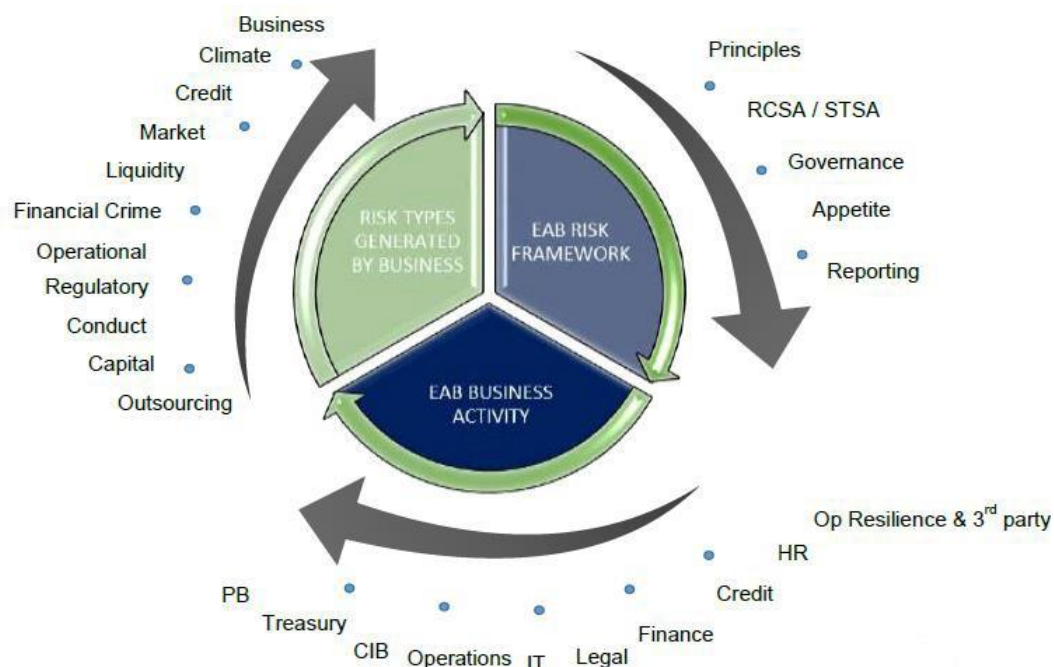 Business
Climate
Credit
Market
Liquidity
Financial Crime
Operational
Regulatory
Conduct
Capital
Outsourcing
RISK TYPES
GENERATED
BY BUSINESS
EAB RISK
FRAMEWORK
EAB BUSINESS
ACTIVITY
Principles
RCSA / STSA
Governance
Appetite
Reporting
Op Resilience & 3rd party
HR
Credit
Finance
Legal
IT
Operations
CIB
Treasury
PB